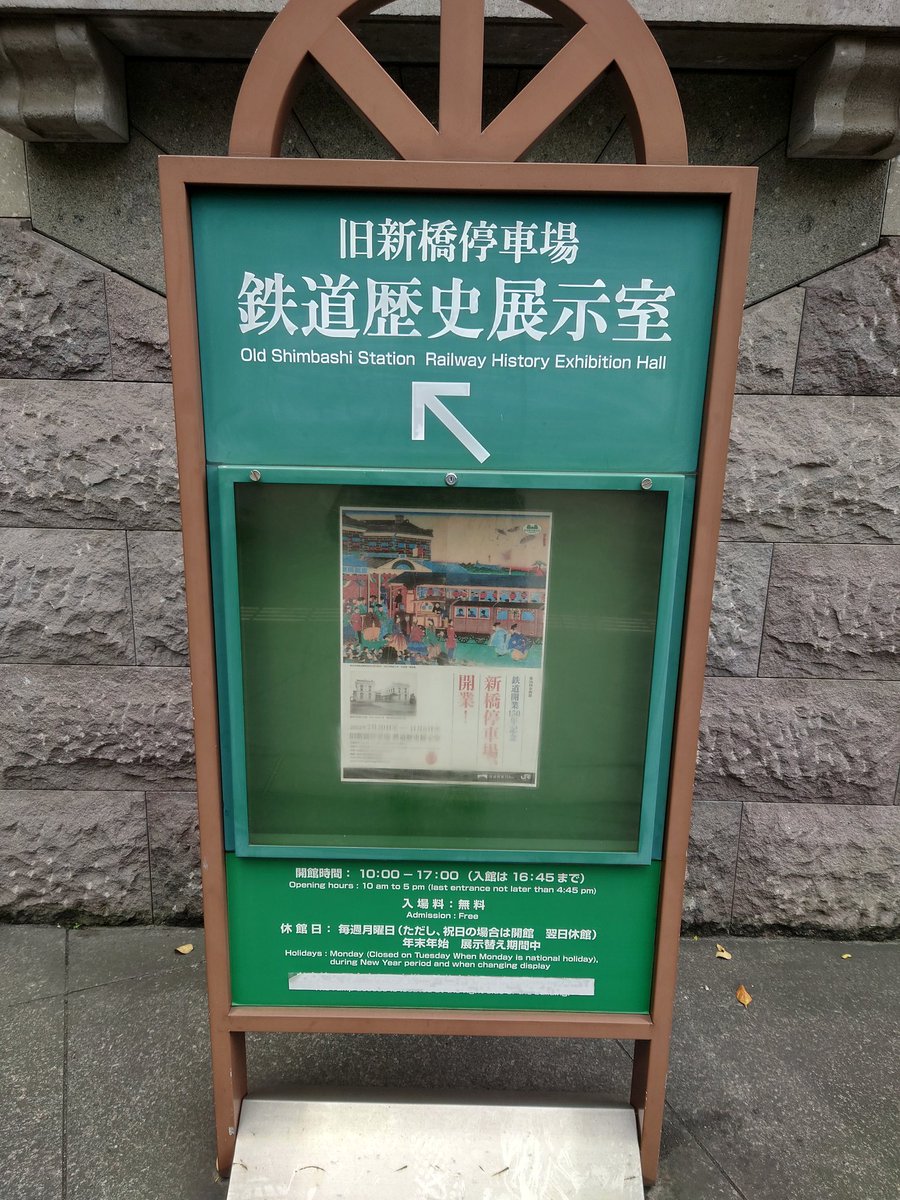 旧新橋停車場
鉄道歴史展示室
Old Shimbashi Station Railway History Exhibition Hall
鉄道開業150年記念
新橋停車場、
開業
JR
開館時間： 10:00－17:00（入館は 16:45まで）
Opening hours : 10 am to 5 pm (last entrance not later than 4:45 pm)
入場料：無料
Admission : Free
休館日： 毎週月曜日（ただし、祝日の場合は開館　翌日休館）
年末年始　展示替え期間中
Holidays : Monday (Closed on Tuesday When Monday is national holiday),
during New Year period and when changing display